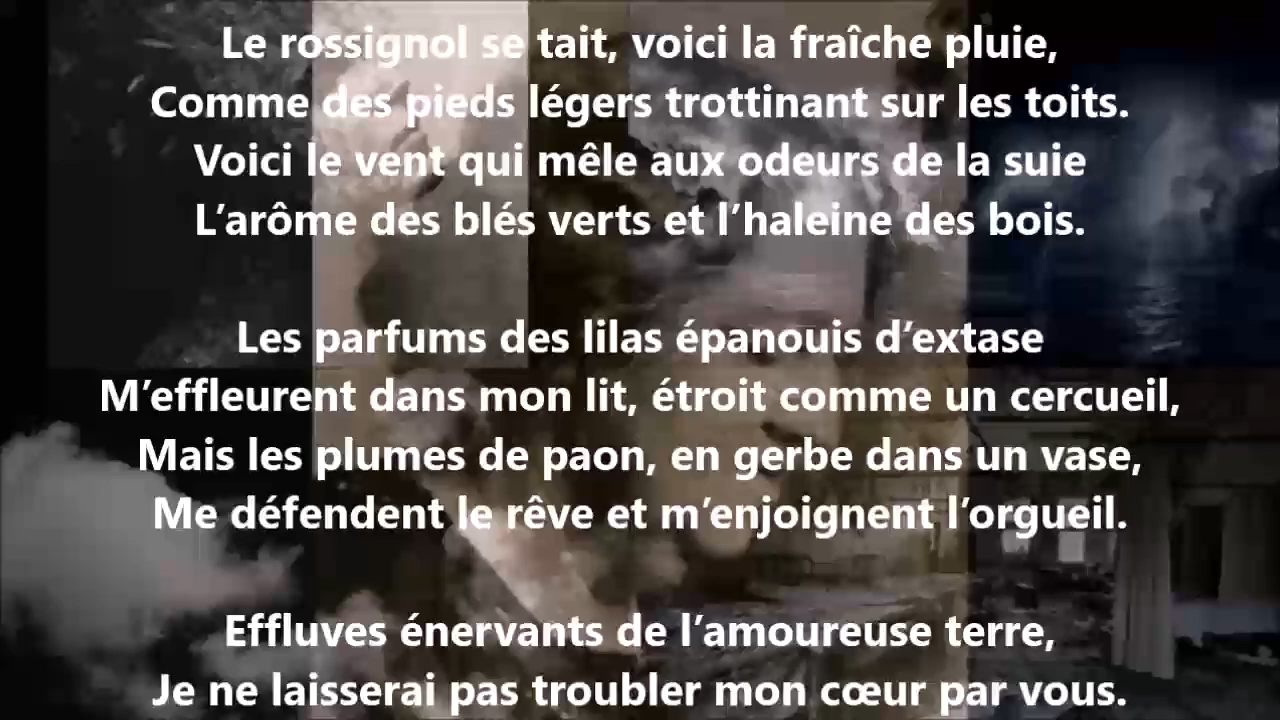 Le rossignol se tait, voici la fraîche pluie,
Comme des pieds légers trottinant sur les toits.
Voici le vent qui mêle aux odeurs de la suie
L’arôme des blés verts et l’haleine des bois.
Les parfums des lilas épanouis d’extase
M’effleurent dans mon lit, étroit comme un cercueil,
Mais les plumes de paon, en gerbe dans un vase,
Me défendent le rêve et m’enjoignent l’orgueil.
Effluves énervants de l’amoureuse terre,
Je ne laisserai pas troubler mon cœur par vous.